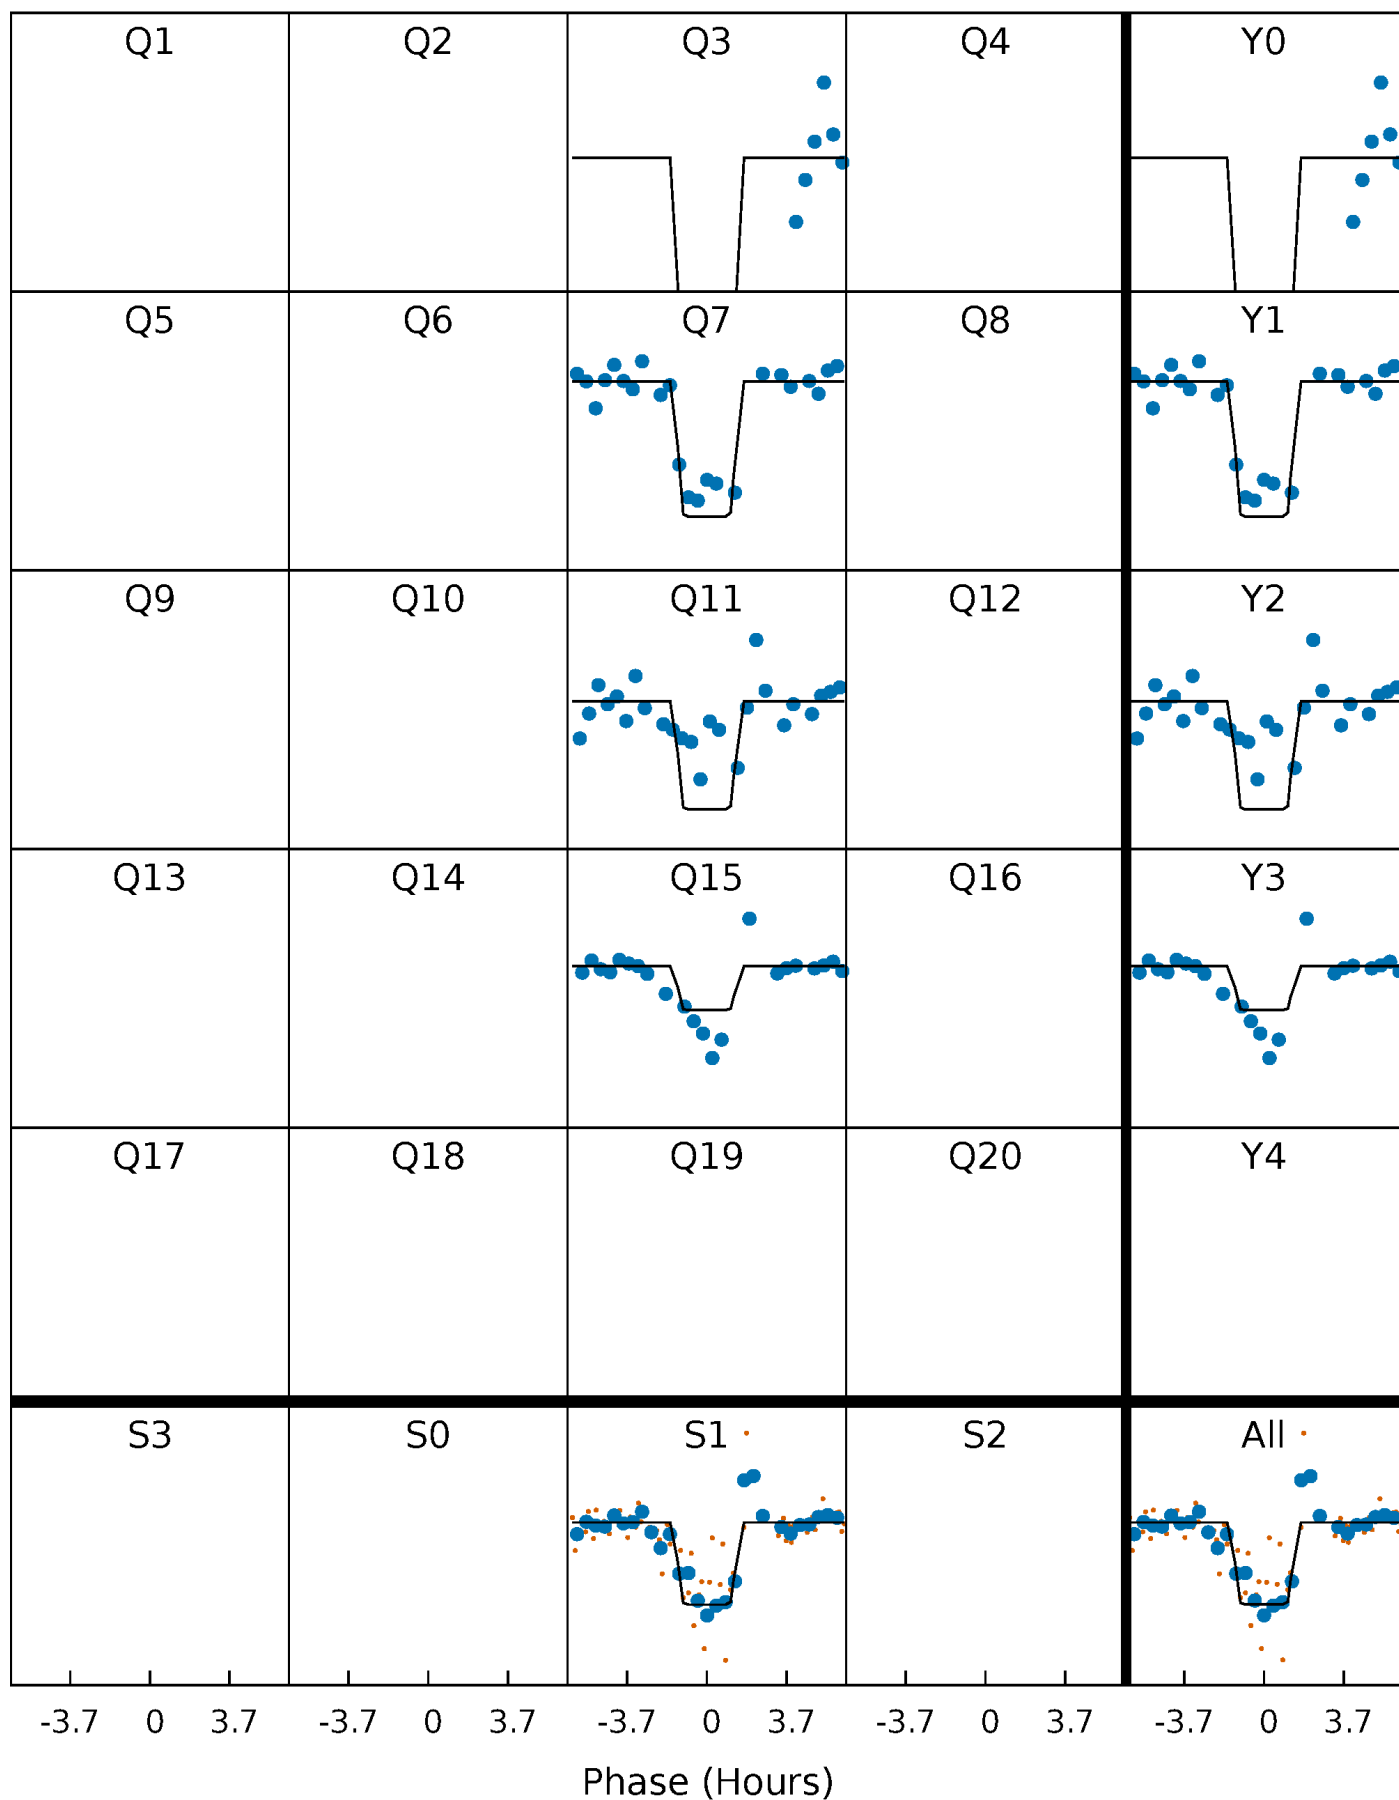 Q1 Q2 Q3 Q4 Y0
Q5 Q6 Q7 Q8 Y1
Q9 Q10 Q11 Q12 Y2
Q13 Q14 Q15 Q16 Y3
Q17 Q18 Q19 Q20 Y4
S3 S0 S1 S2 All
-3.7 0 3.7 -3.7 0 3.7 -3.7 0 3.7 -3.7 0 3.7 -3.7 0 3.7
Phase (Hours)